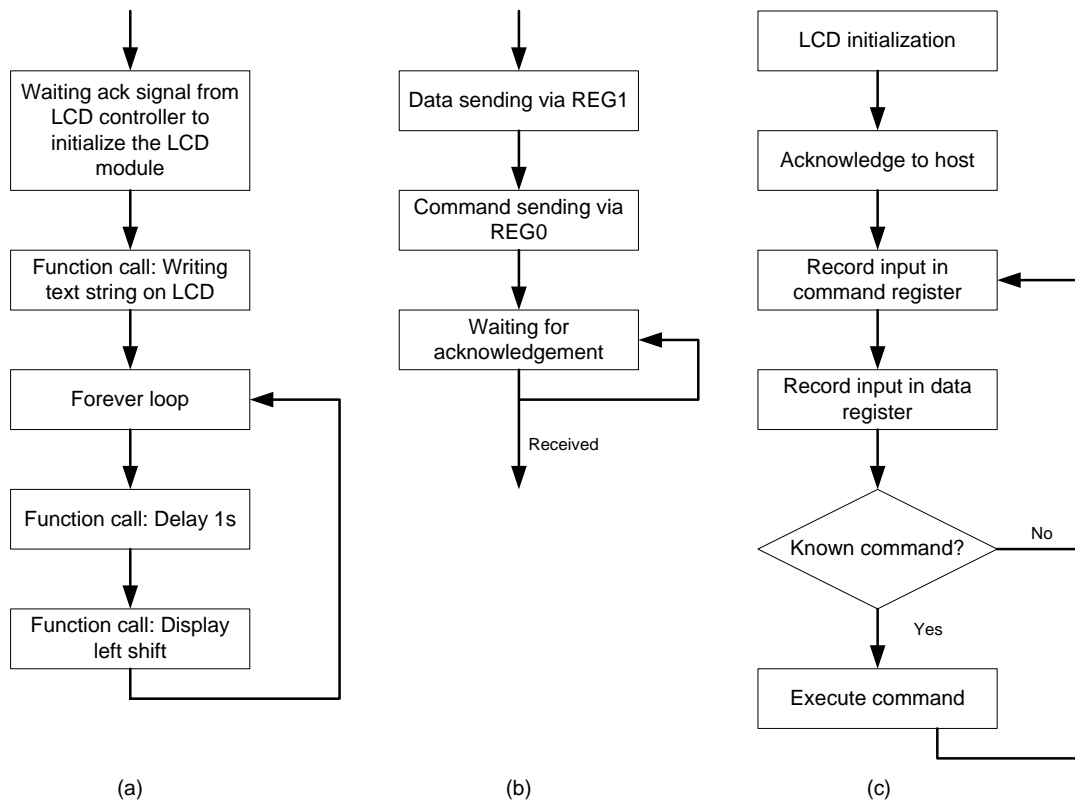 Waiting ack signal from
LCD controller to
initialize the LCD
module
Function call: Writing
text string on LCD
Forever loop
Function call: Delay 1s
Function call: Display
left shift
(a)
Data sending via REG1
Command sending via
REG0
Waiting for
acknowledgement
Received
(b)
LCD initialization
Acknowledge to host
Record input in
command register
Record input in data
register
Known command?
No
Yes
Execute command
(c)